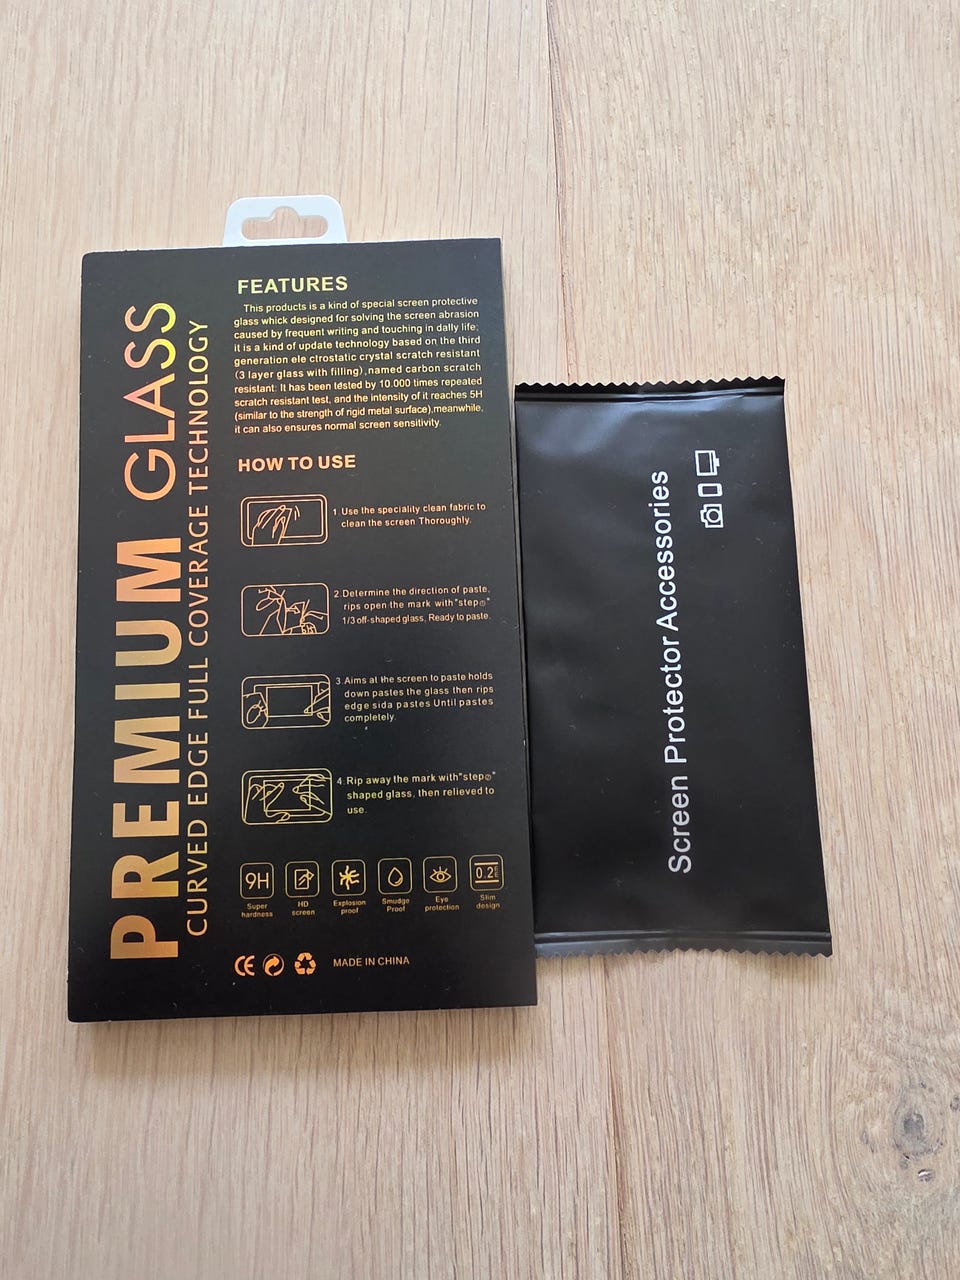 PREMIUM GLASS
CURVED EDGE FULL COVERAGE TECHNOLOGY
FEATURES
This products is a kind of special screen protective
glass whick designed for solving the screen abrasion
caused by frequent writing and touching in dally life;
it is a kind of update technology based on the third
generation ele ctrostatic crystal scratch resistant
(3 layer glass with filling),named carbon scratch
resistant: It has been tested by 10 000 times repeated
scratch resistant test, and the intensity of it reaches 5H
(similar to the strength of rigid metal surface),meanwhile,
it can also ensures normal screen sensitivity.
HOW TO USE
1.Use the speciality clean fabric to
clean the screen Thoroughly.
2.Determine the direction of paste,
rips open the mark with"step①"
1/3 off-shaped glass, Ready to paste.
3.Aims at the screen to paste holds
down pastes the glass then rips
edge sida pastes Until pastes
completely.
4.Rip away the mark with"step②"
shaped glass, then relieved to
use.
9H
Super
hardness
HD
screen
Explosion
proof
Smudge
Proof
Eye
protection
0.2
Slim
design
CE
MADE IN CHINA
Screen Protector Accessories